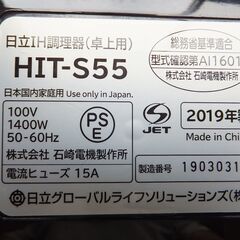 日立IH調理器(卓上用)
HIT-S55
日本国内家庭用 Use only in Japan.
100V
1400W
50-60Hz
株式会社 石崎電機製作所
電流ヒューズ 15A
日立グローバルライフソリューションズ(株
総務省基準適合
型式確認第AI1601
株式会社 石崎電機製作所
PS
E
JET
2019年製
Made in Chi
製造番号
1903031